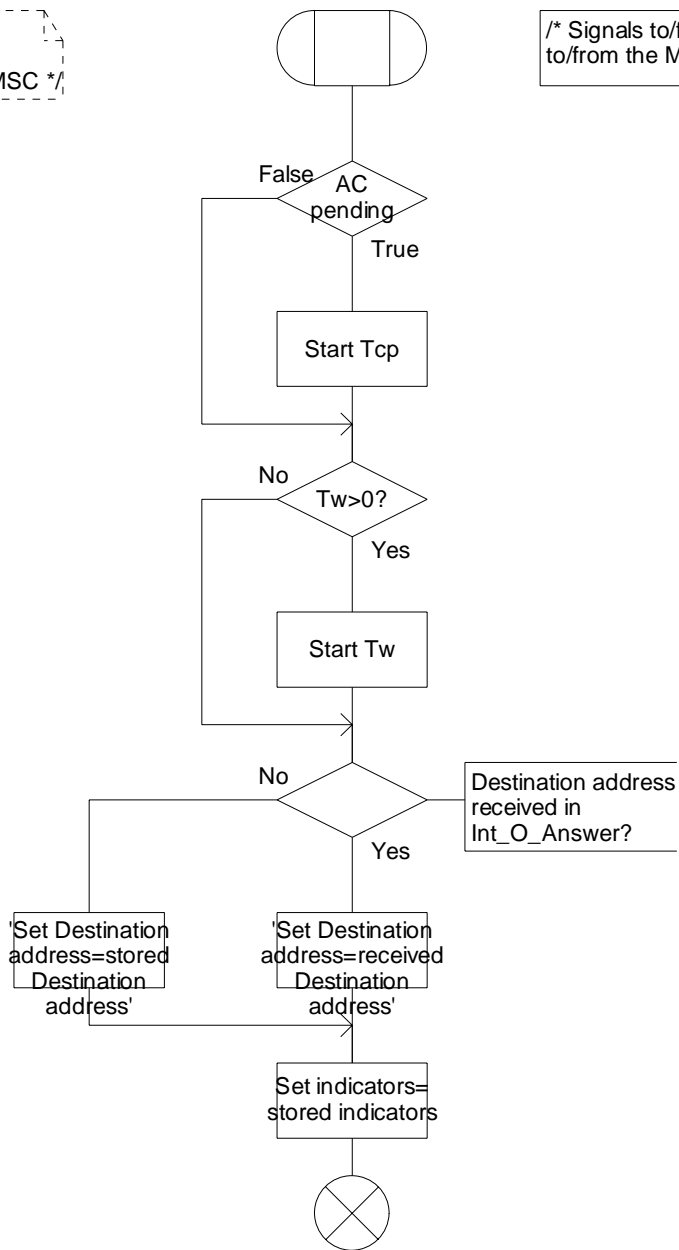 MSC */
/* Signals to/
to/from the M
False
AC
pending
True
Start Tcp
No
Tw>0?
Yes
Start Tw
No
Destination address
received in
Int_O_Answer?
Yes
'Set Destination
address=stored
Destination
address'
'Set Destination
address=received
Destination
address'
Set indicators=
stored indicators